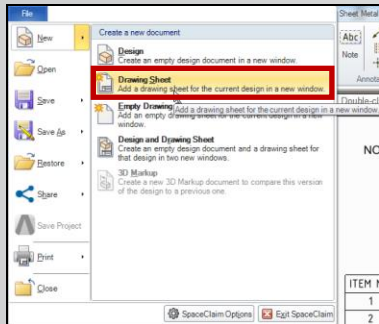 File
Sheet Metal
New
Create a new document
Design
Create an empty design document in a new window.
Open
Drawing Sheet
Add a drawing sheet for the current design in a new window.
Save
Empty Drawing
Add a drawing sheet for the current design in a new window.
Add an empty drawing sheet for the current design in a new
window.
Save As
Design and Drawing Sheet
Create an empty design document and a drawing sheet for
that design in two new windows.
Restore
3D Markup
Create a new 3D Markup document to compare this version
of the design to a previous one.
Share
Save Project
Print
Close
SpaceClaim Options
Exit SpaceClaim
Abc
Note
Annota
Double-cl
NO
ITEM N
1
2